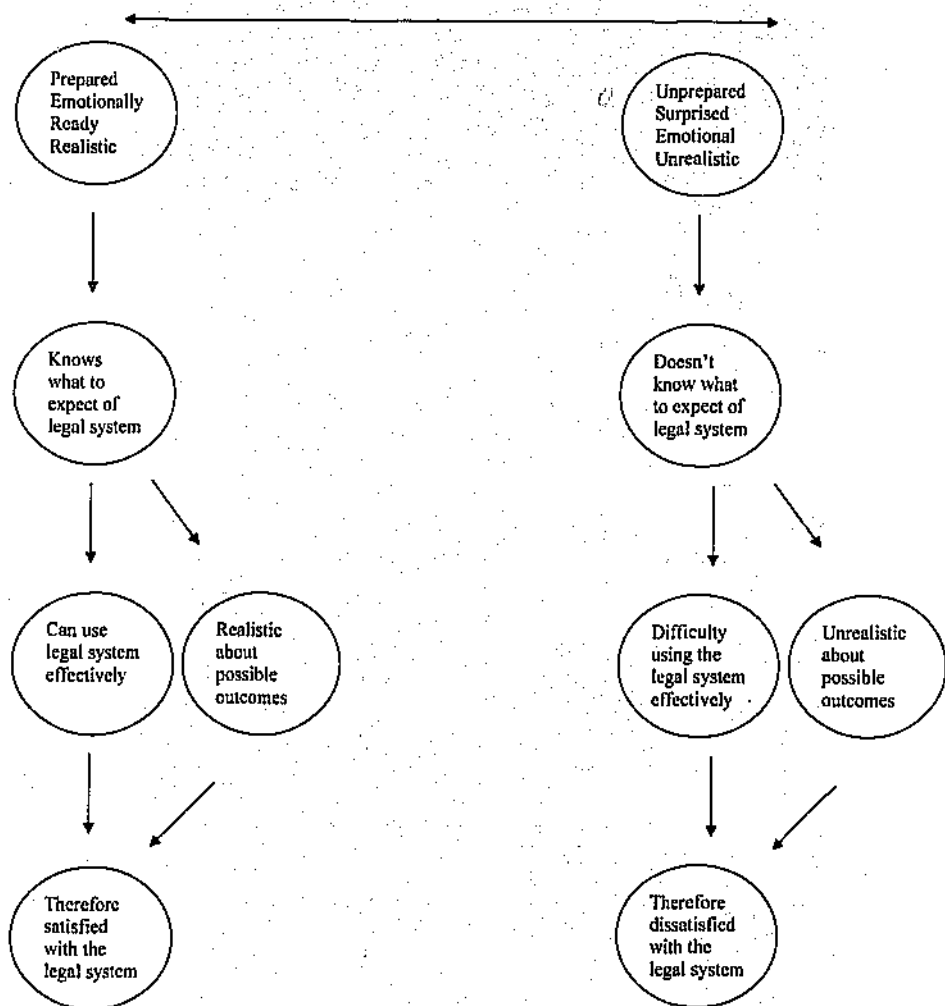 Prepared
Emotionally
Ready
Realistic
Unprepared
Surprised
Emotional
Unrealistic
Knows
what to
expect of
legal system
Doesn't
know what
to expect of
legal system
Can use
legal system
effectively
Realistic
about
possible
outcomes
Difficulty
using the
legal system
effectively
Unrealistic
about
possible
outcomes
Therefore
satisfied
with the
legal system
Therefore
dissatisfied
with the
legal system